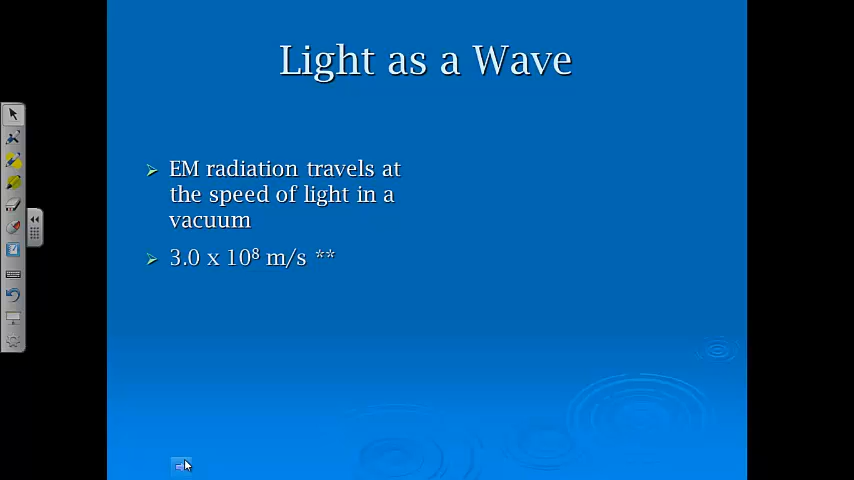 Light as a Wave
EM radiation travels at
the speed of light in a
vacuum
3.0 x 10⁸ m/s **